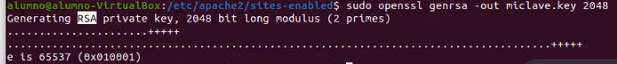 alumno@alumno-VirtualBox:/etc/apache2/sites-enabled$ sudo openssl genrsa -out miclave.key 2048
Generating RSA private key, 2048 bit long modulus (2 primes)
......................+++++
.....................................................................................+++++
e is 65537 (0x010001)